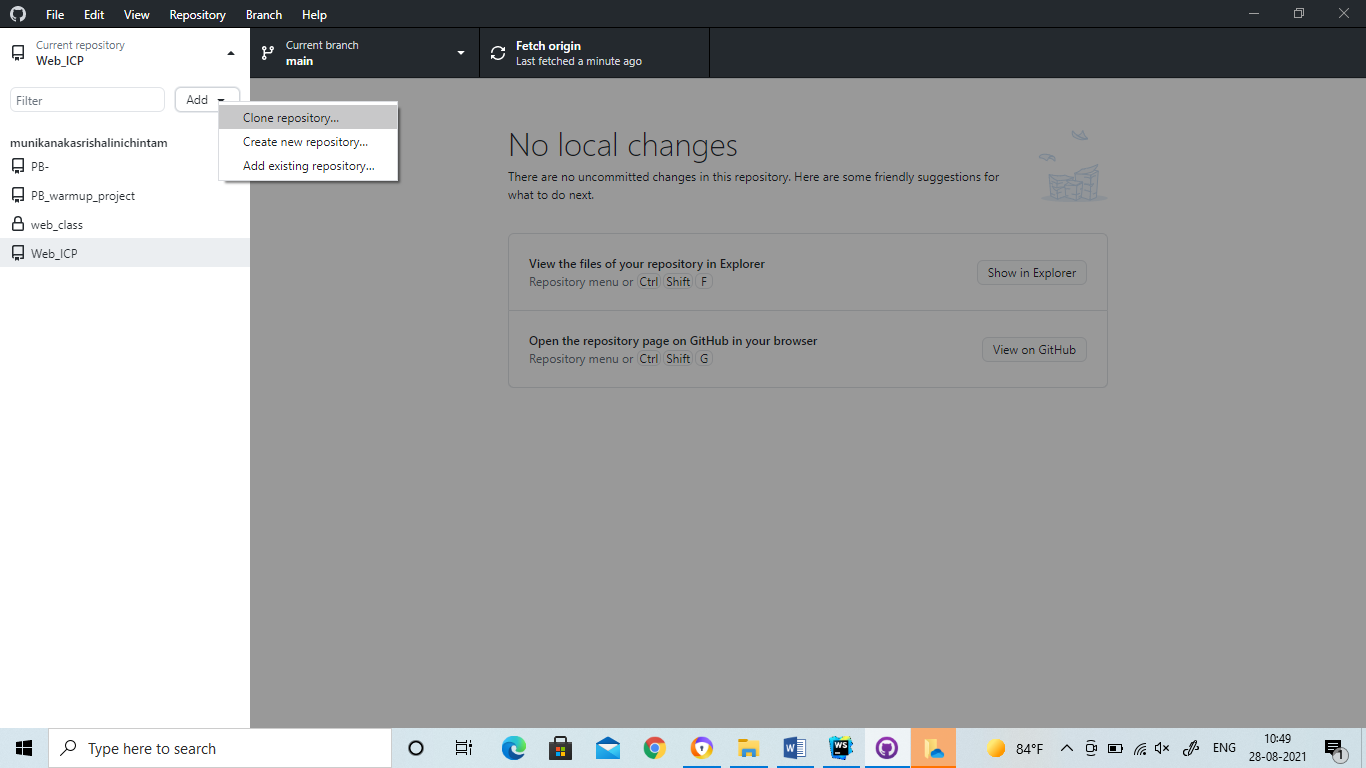 File Edit View Repository Branch Help
Current repository
Web_ICP
Current branch
main
Fetch origin
Last fetched a minute ago
Filter
Add
Clone repository...
Create new repository...
Add existing repository...
munikanakasrishalinichintam
PB-
PB_warmup_project
web_class
Web_ICP
No local changes
There are no uncommitted changes in this repository. Here are some friendly suggestions for
what to do next.
View the files of your repository in Explorer
Repository menu or Ctrl Shift F
Show in Explorer
Open the repository page on GitHub in your browser
Repository menu or Ctrl Shift G
View on GitHub
Type here to search
WS
84°F
ENG
10:49
28-08-2021
1